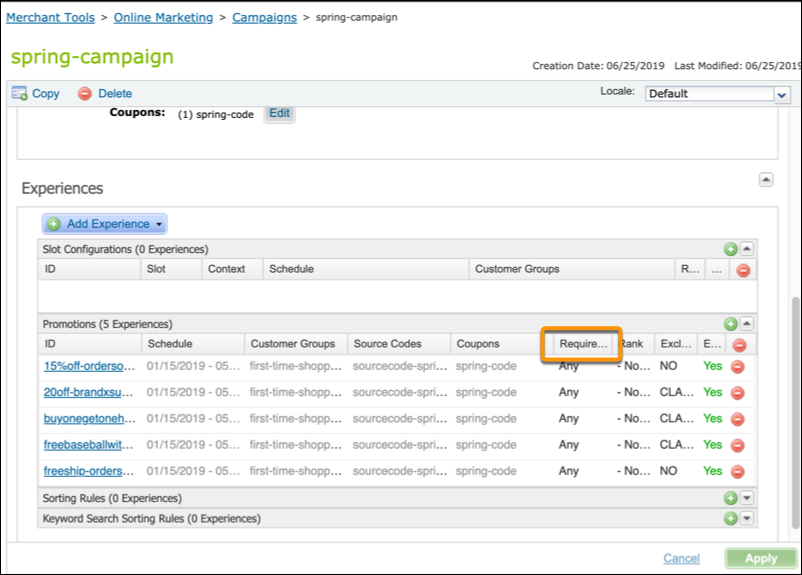 Merchant Tools > Online Marketing > Campaigns > spring-campaign
spring-campaign
Creation Date: 06/25/2019 Last Modified: 06/25/2019
Copy Delete Locale: Default
Coupons: (1) spring-code Edit
Experiences
Add Experience
Slot Configurations (0 Experiences)
ID Slot Context Schedule Customer Groups R... ...
Promotions (5 Experiences)
ID Schedule Customer Groups Source Codes Coupons Require... Rank Excl... E...
15%off-orderso... 01/15/2019 - 05... first-time-shopp... sourcecode-spri... spring-code Any - No... NO Yes
20off-brandxsu... 01/15/2019 - 05... first-time-shopp... sourcecode-spri... spring-code Any - No... CLA... Yes
buyonegetoneh... 01/15/2019 - 05... first-time-shopp... sourcecode-spri... spring-code Any - No... CLA... Yes
freebaseballwit... 01/15/2019 - 05... first-time-shopp... sourcecode-spri... spring-code Any - No... CLA... Yes
freeship-orders... 01/15/2019 - 05... first-time-shopp... sourcecode-spri... spring-code Any - No... NO Yes
Sorting Rules (0 Experiences)
Keyword Search Sorting Rules (0 Experiences)
Cancel Apply